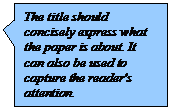 The title should
concisely express what
the paper is about. It
can also be used to
capture the reader's
attention.